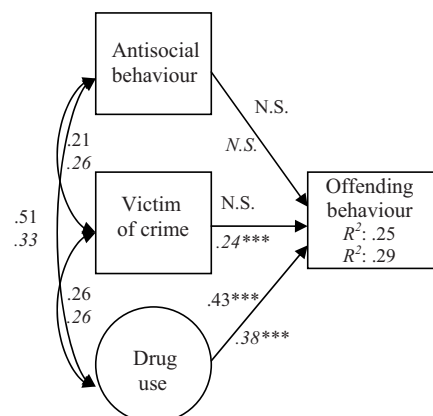 Antisocial
behaviour
N.S.
N.S.
.21
.26
Victim
of crime
N.S.
.24***
Offending
behaviour
R²: .25
R²: .29
.51
.33
.26
.26
.43***
.38***
Drug
use